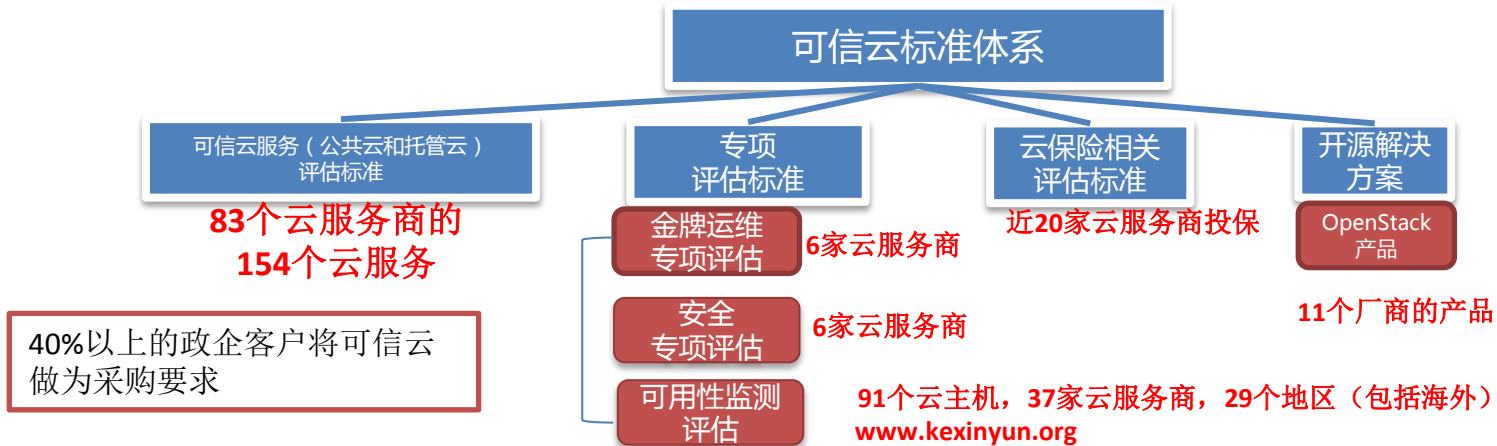 可信云标准体系
可信云服务（公共云和托管云）
评估标准
专项
评估标准
云保险相关
评估标准
开源解决
方案
83个云服务商的
154个云服务
金牌运维
专项评估
6家云服务商
近20家云服务商投保
OpenStack
产品
11个厂商的产品
安全
专项评估
6家云服务商
40%以上的政企客户将可信云
做为采购要求
可用性监测
评估
91个云主机，37家云服务商，29个地区（包括海外）
www.kexinyun.org